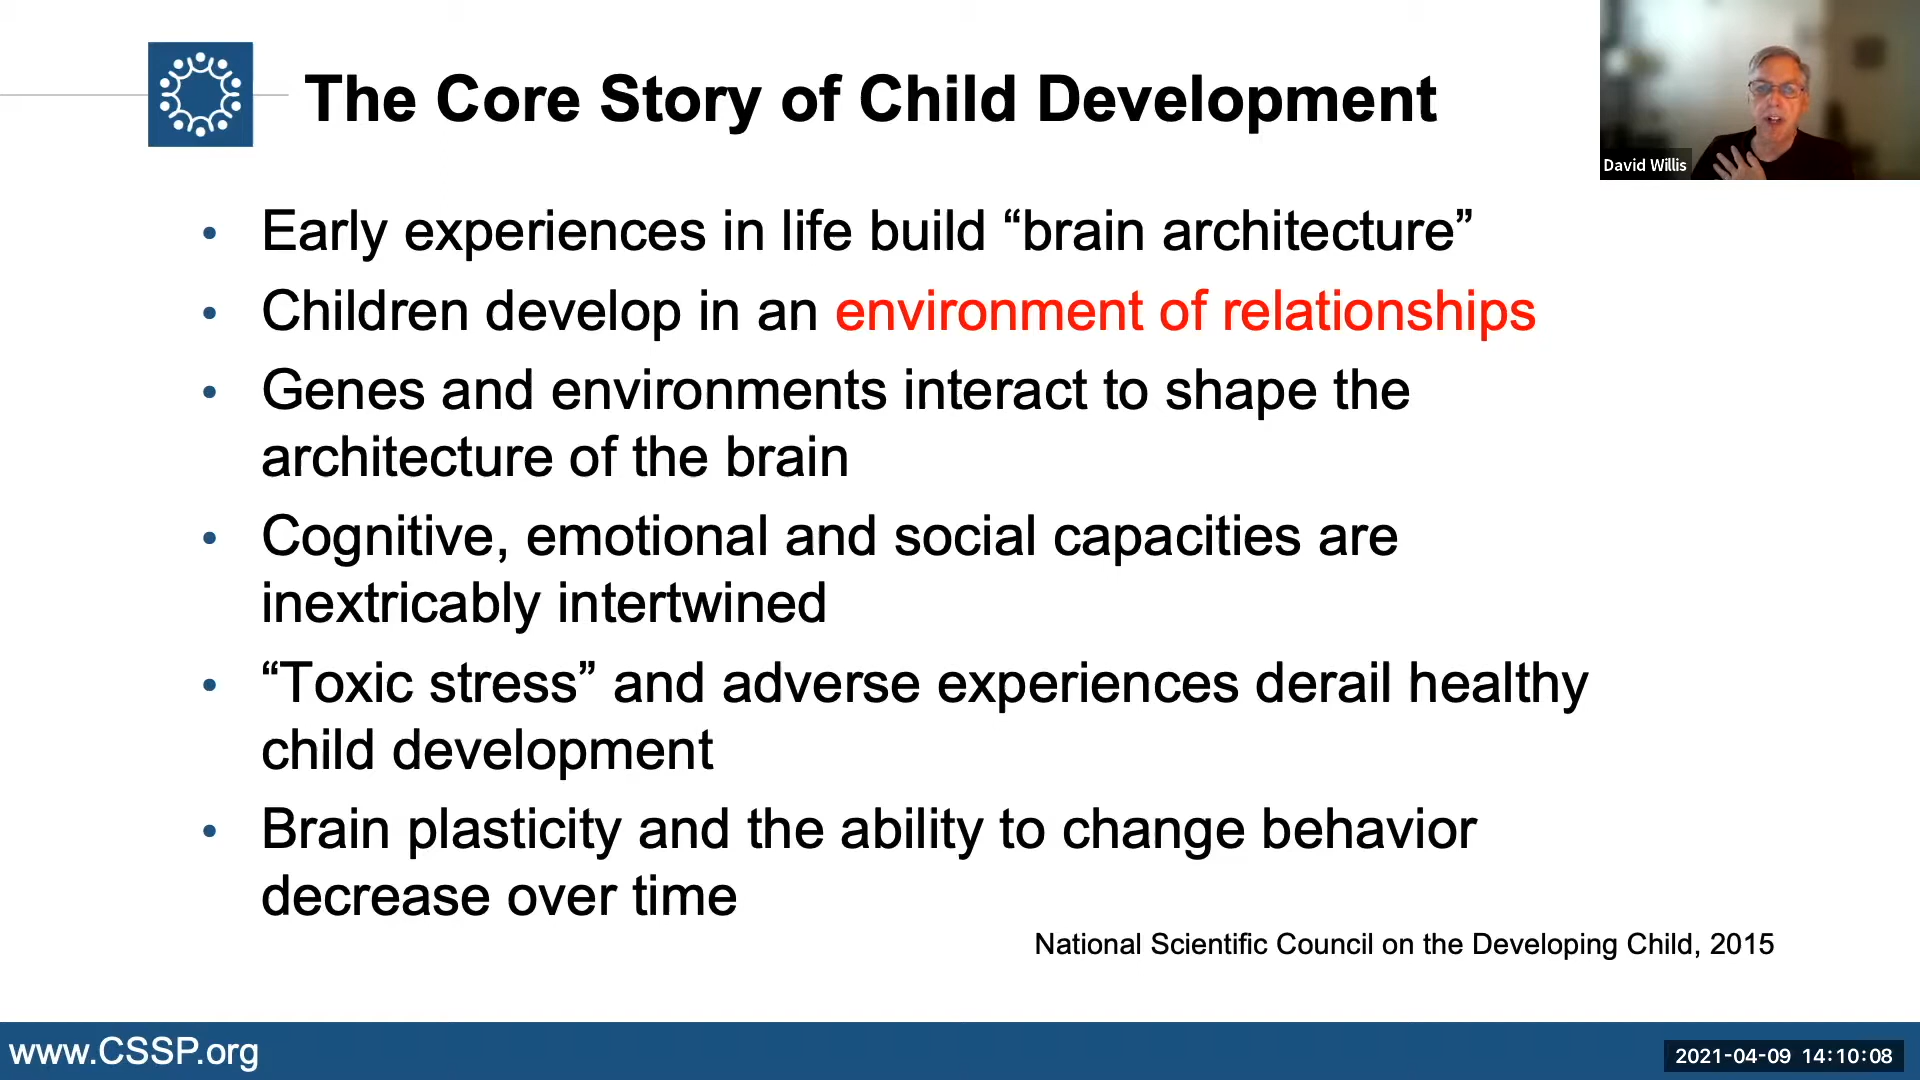 The Core Story of Child Development
David Willis
• Early experiences in life build “brain architecture”
• Children develop in an environment of relationships
• Genes and environments interact to shape the
architecture of the brain
• Cognitive, emotional and social capacities are
inextricably intertwined
• “Toxic stress” and adverse experiences derail healthy
child development
• Brain plasticity and the ability to change behavior
decrease over time
National Scientific Council on the Developing Child, 2015
www.CSSP.org
2021-04-09 14:10:08